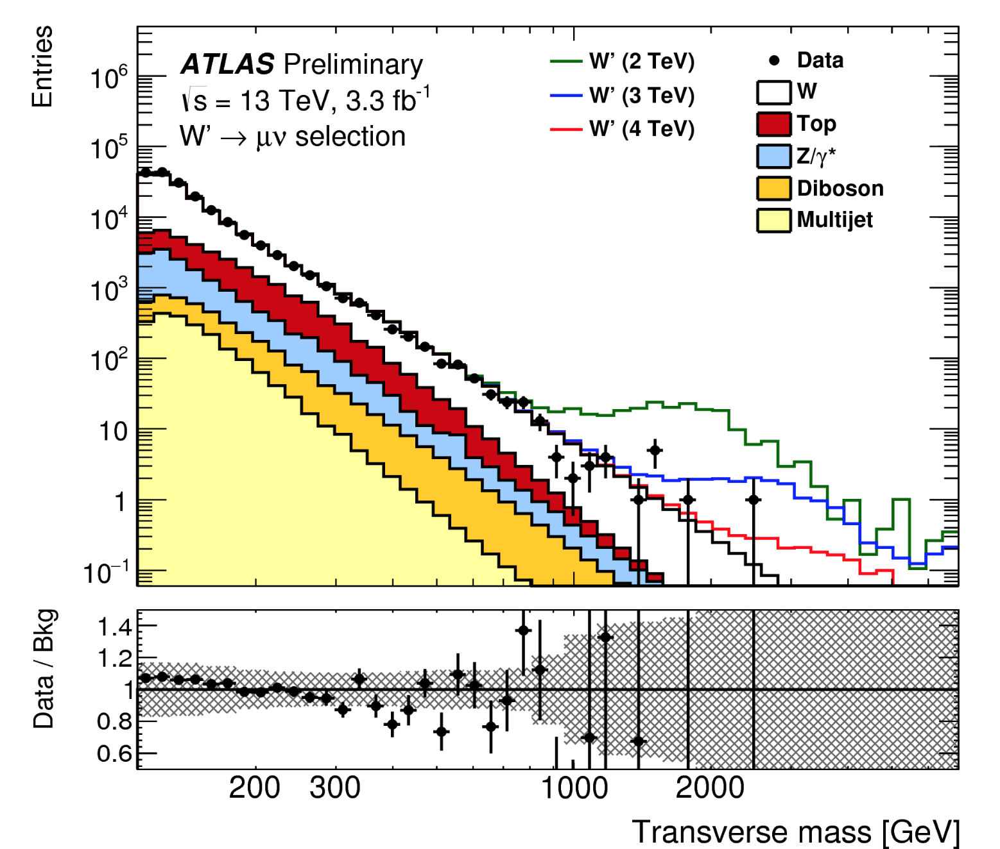 Entries
10⁶
10⁵
10⁴
10³
10²
10
1
10⁻¹
ATLAS Preliminary
√s = 13 TeV, 3.3 fb⁻¹
W' → μν selection
W' (2 TeV)
W' (3 TeV)
W' (4 TeV)
Data
W
Top
Z/γ*
Diboson
Multijet
Data / Bkg
1.4
1.2
1
0.8
0.6
200 300 1000 2000
Transverse mass [GeV]